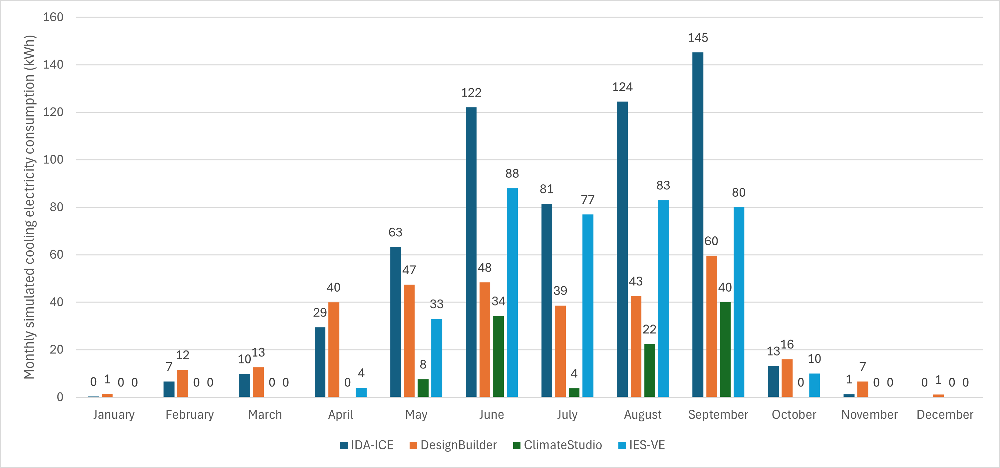 Monthly simulated cooling electricity consumption (kWh)
160
140
120
100
80
60
40
20
0
0 1 0 0
7 12 0 0
10 13 0 0
29 40 0 4
63 47 8 33
122 48 34 88
81 39 4 77
124 43 22 83
145 60 40 80
13 16 0 10
1 7 0 0
0 1 0 0
January February March April May June July August September October November December
IDA-ICE DesignBuilder ClimateStudio IES-VE